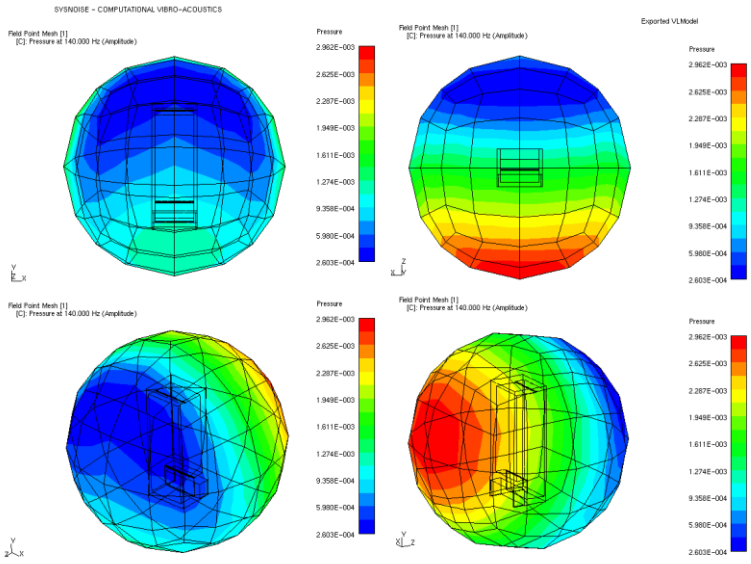 SYSNOISE - COMPUTATIONAL VIBRO-ACOUSTICS
Exported VLModel
Field Point Mesh [1]
[C]: Pressure at 140.000 Hz (Amplitude)
Pressure
2.962E-003
2.625E-003
2.287E-003
1.949E-003
1.611E-003
1.274E-003
9.358E-004
5.980E-004
2.603E-004
Y
Z X
Field Point Mesh [1]
[C]: Pressure at 140.000 Hz (Amplitude)
Pressure
2.962E-003
2.625E-003
2.287E-003
1.949E-003
1.611E-003
1.274E-003
9.358E-004
5.980E-004
2.603E-004
Z
X Y
Field Point Mesh [1]
[C]: Pressure at 140.000 Hz (Amplitude)
Pressure
2.962E-003
2.625E-003
2.287E-003
1.949E-003
1.611E-003
1.274E-003
9.358E-004
5.980E-004
2.603E-004
Y
Z X
Field Point Mesh [1]
[C]: Pressure at 140.000 Hz (Amplitude)
Pressure
2.962E-003
2.625E-003
2.287E-003
1.949E-003
1.611E-003
1.274E-003
9.358E-004
5.980E-004
2.603E-004
Y
X Z